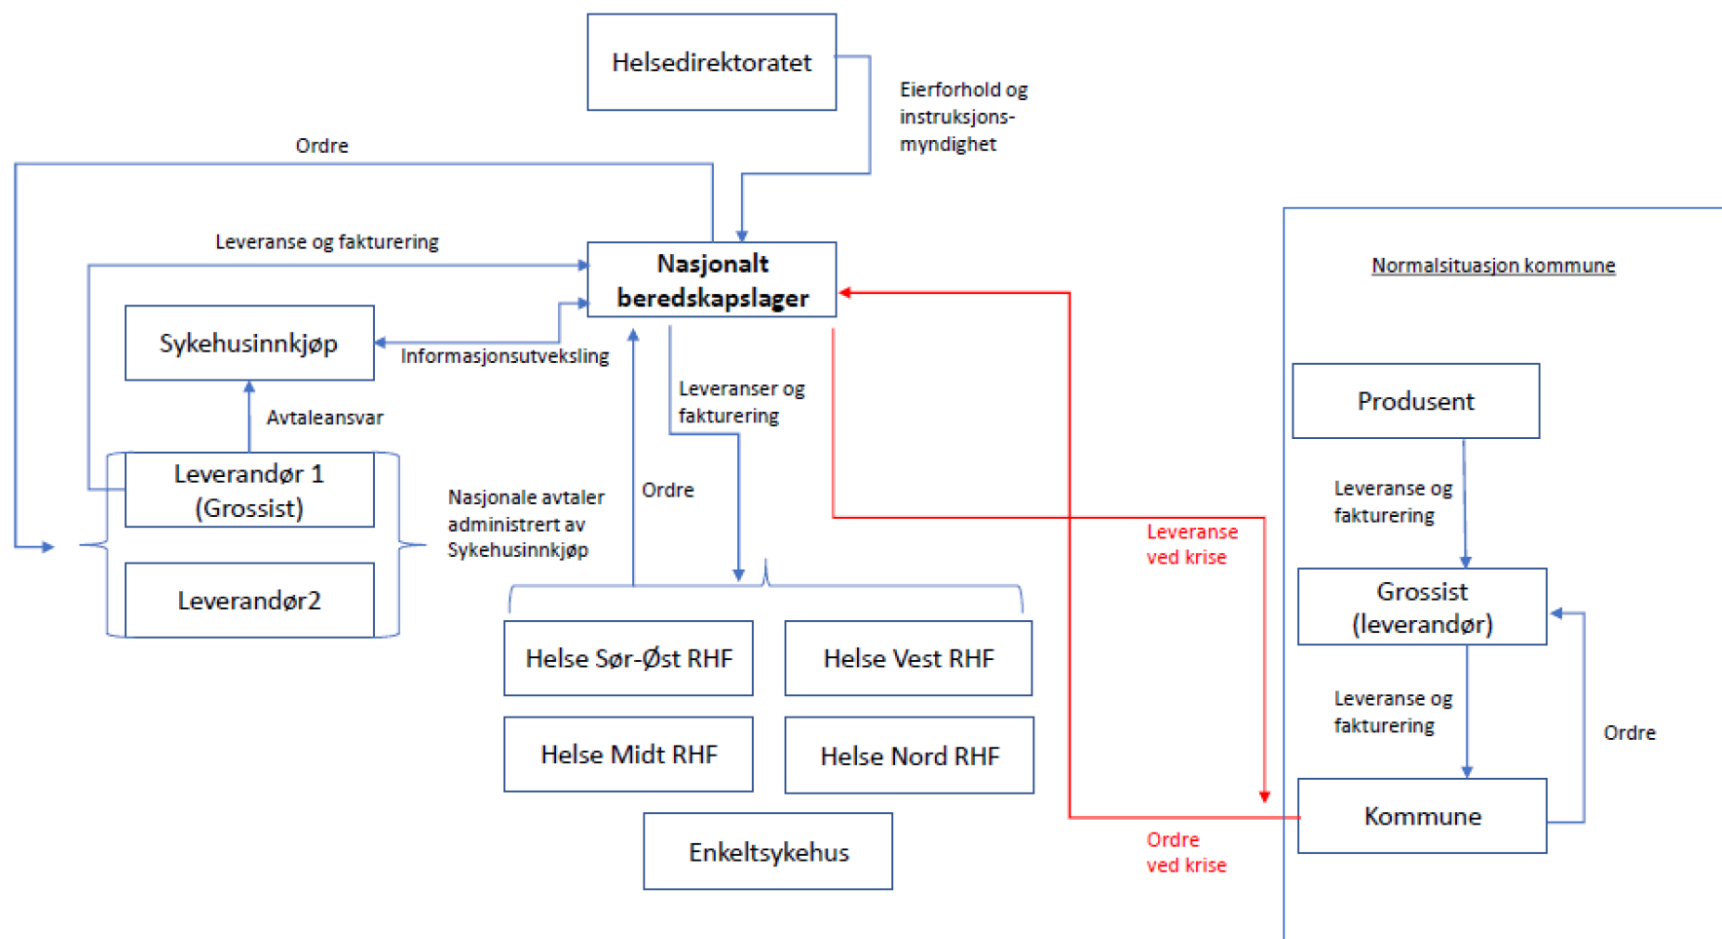 Helsedirektoratet
Eierforhold og
instruksjons-
myndighet
Ordre
Leveranse og fakturering
Nasjonalt
beredskapslager
Normalsituasjon kommune
Sykehusinnkjøp
Informasjonsutveksling
Avtaleansvar
Leveranser og
fakturering
Produsent
Leverandør 1
(Grossist)
Nasjonale avtaler
administrert av
Sykehusinnkjøp
Ordre
Leveranse og
fakturering
Leveranse
ved krise
Leverandør2
Grossist
(leverandør)
Helse Sør-Øst RHF
Helse Vest RHF
Leveranse og
fakturering
Ordre
Helse Midt RHF
Helse Nord RHF
Kommune
Ordre
ved krise
Enkeltsykehus